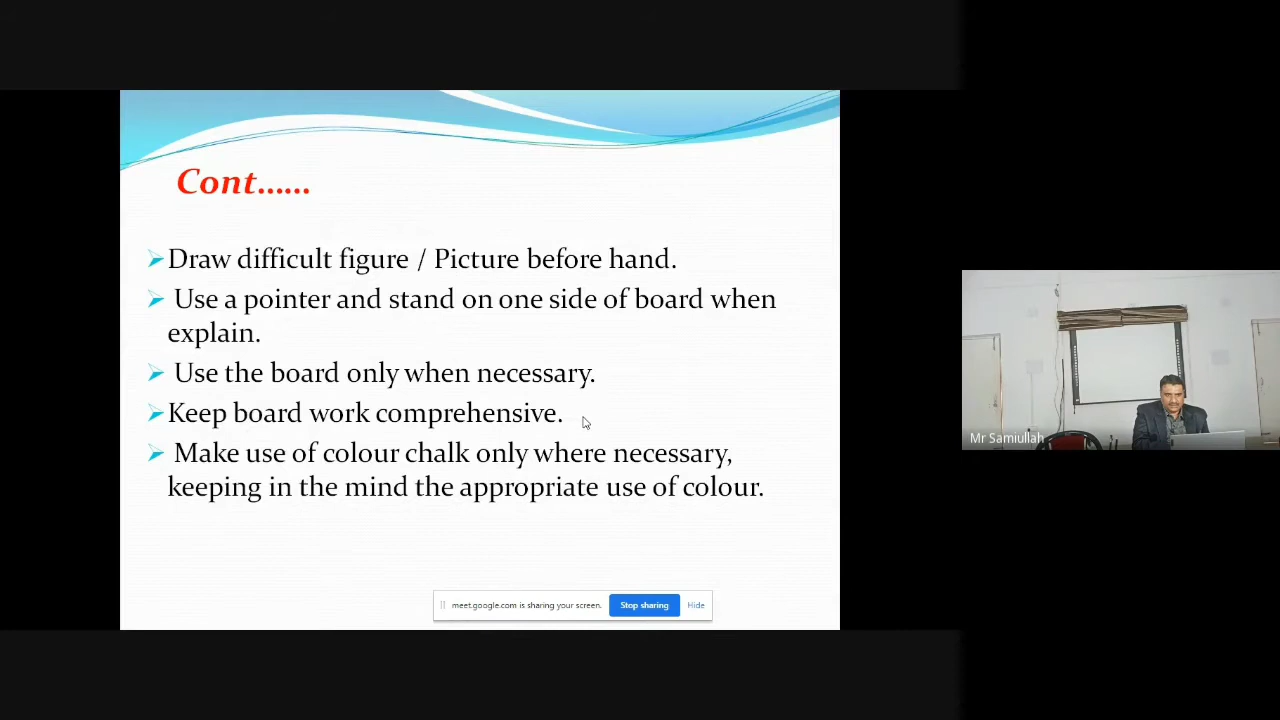 Cont......
Draw difficult figure / Picture before hand.
Use a pointer and stand on one side of board when
explain.
Use the board only when necessary.
Keep board work comprehensive.
Make use of colour chalk only where necessary,
keeping in the mind the appropriate use of colour.
meet.google.com is sharing your screen. Stop sharing Hide
Mr Samiullah